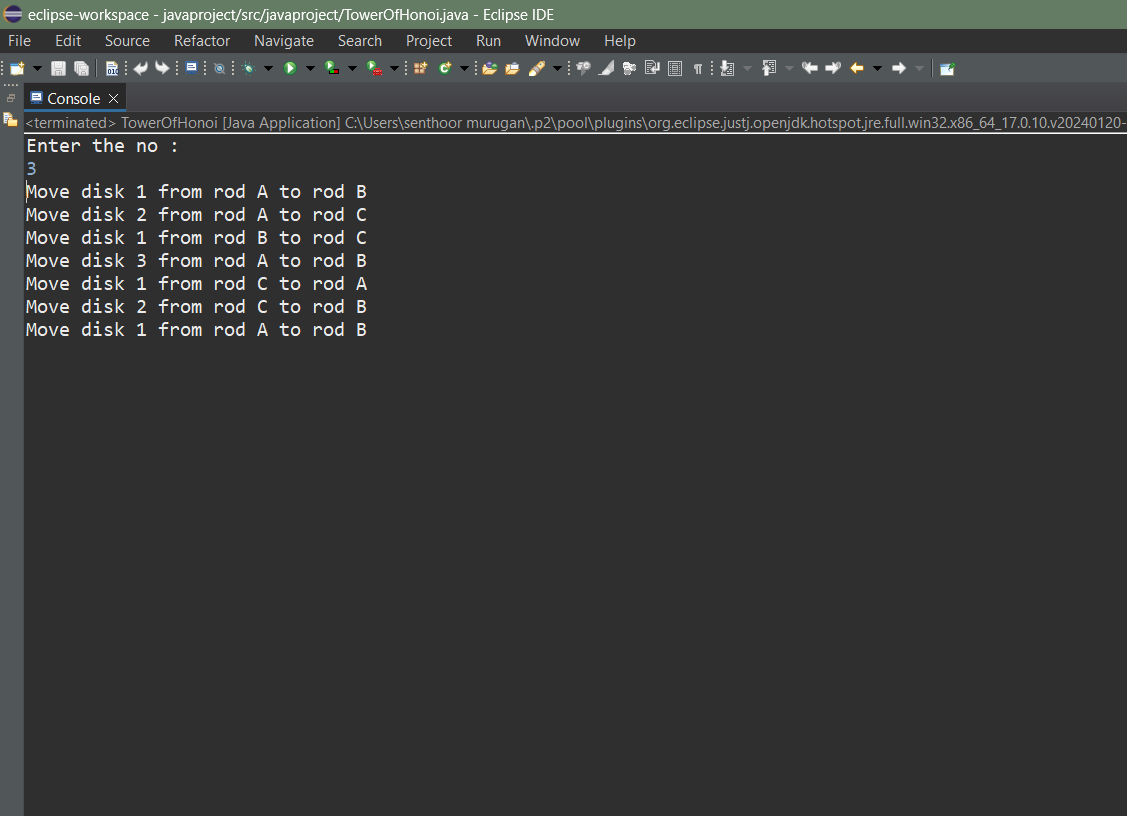 eclipse-workspace - javaproject/src/javaproject/TowerOfHonoi.java - Eclipse IDE
File Edit Source Refactor Navigate Search Project Run Window Help
Console
<terminated> TowerOfHonoi [Java Application] C:\Users\senthoor murugan\.p2\pool\plugins\org.eclipse.justj.openjdk.hotspot.jre.full.win32.x86_64_17.0.10.v20240120-
Enter the no :
3
Move disk 1 from rod A to rod B
Move disk 2 from rod A to rod C
Move disk 1 from rod B to rod C
Move disk 3 from rod A to rod B
Move disk 1 from rod C to rod A
Move disk 2 from rod C to rod B
Move disk 1 from rod A to rod B